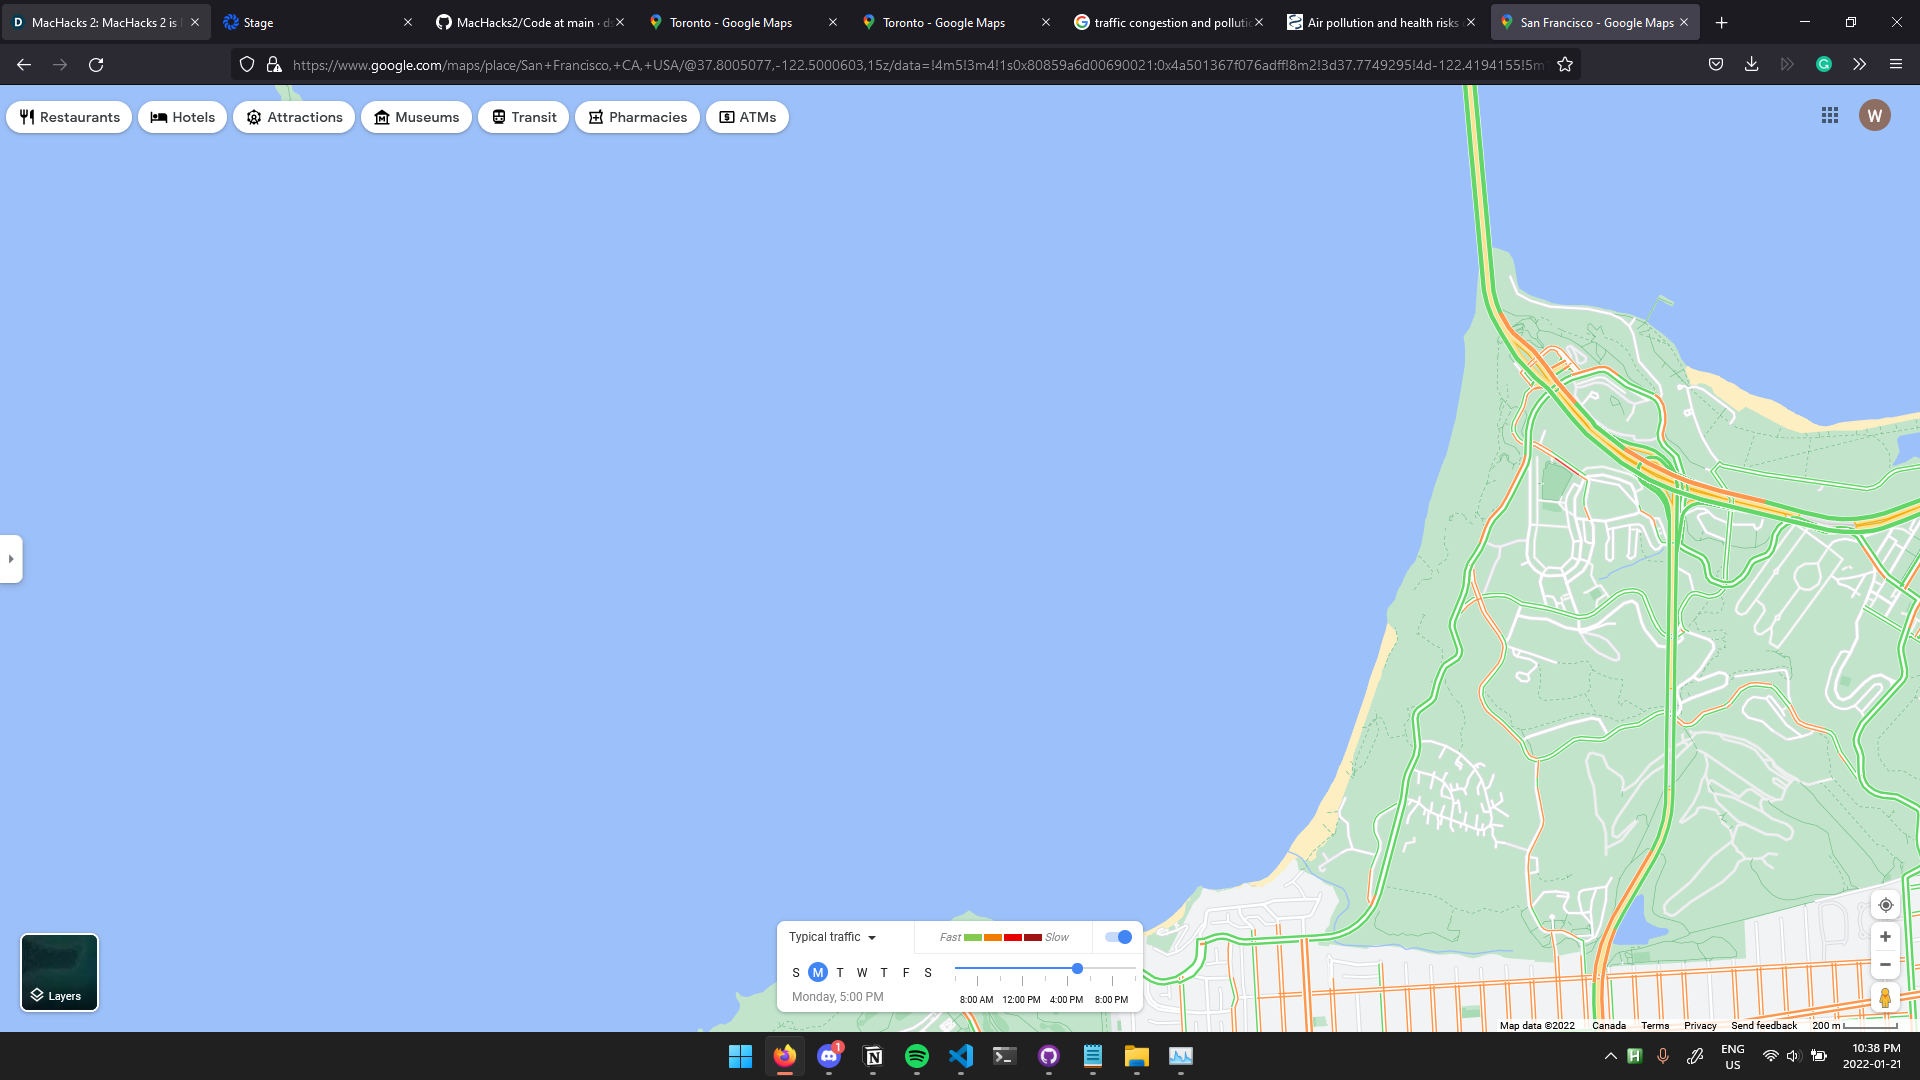 MacHacks 2: MacHacks 2 is
Stage
MacHacks2/Code at main · ds
Toronto - Google Maps
Toronto - Google Maps
traffic congestion and pollutio
Air pollution and health risks
San Francisco - Google Maps
https://www.google.com/maps/place/San+Francisco,+CA,+USA/@37.8005077,-122.5000603,15z/data=!4m5!3m4!1s0x80859a6d00690021:0x4a501367f076adff!8m2!3d37.7749295!4d-122.4194155!5m1
Restaurants
Hotels
Attractions
Museums
Transit
Pharmacies
ATMs
W
Layers
Typical traffic
Fast
Slow
S M T W T F S
Monday, 5:00 PM
8:00 AM 12:00 PM 4:00 PM 8:00 PM
Map data ©2022 Canada Terms Privacy Send feedback 200 m
1
ENG
US
10:38 PM
2022-01-21